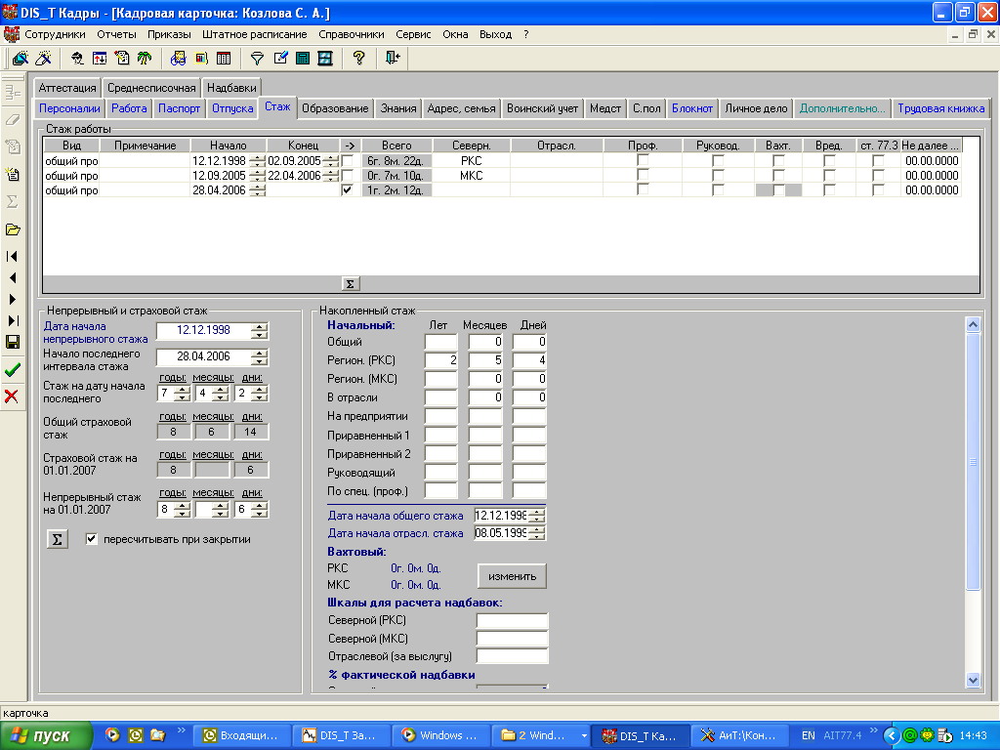 DIS_T Кадры - [Кадровая карточка: Козлова С. А.]
Сотрудники Отчеты Приказы Штатное расписание Справочники Сервис Окна Выход ?
Аттестация Среднесписочная Надбавки
Персоналии Работа Паспорт Отпуска Стаж Образование Знания Адрес, семья Воинский учет Медст С.пол Блокнот Личное дело Дополнительно... Трудовая книжка
Стаж работы
Вид Примечание Начало Конец -> Всего Северн. Отрасл. Проф. Руковод. Вахт. Вред. ст. 77.3 Не далее ...
общий про 12.12.1998 02.09.2005 6г. 8м. 22д. РКС 00.00.0000
общий про 12.09.2005 22.04.2006 0г. 7м. 10д. МКС 00.00.0000
общий про 28.04.2006 1г. 2м. 12д. 00.00.0000
Σ
Непрерывный и страховой стаж
Дата начала непрерывного стажа 12.12.1998
Начало последнего интервала стажа 28.04.2006
годы: месяцы: дни:
Стаж на дату начала последнего 7 4 2
годы: месяцы: дни:
Общий страховой стаж 8 6 14
годы: месяцы: дни:
Страховой стаж на 01.01.2007 8 6
годы: месяцы: дни:
Непрерывный стаж на 01.01.2007 8 6
Σ пересчитывать при закрытии
Накопленный стаж
Начальный: Лет Месяцев Дней
Общий 0 0
Регион. (РКС) 2 5 4
Регион. (МКС) 0 0
В отрасли 0 0
На предприятии
Приравненный 1
Приравненный 2
Руководящий
По спец. (проф.)
Дата начала общего стажа 12.12.1998
Дата начала отрасл. стажа 08.05.1999
Вахтовый:
РКС 0г. 0м. 0д.
МКС 0г. 0м. 0д.
изменить
Шкалы для расчета надбавок:
Северной (РКС)
Северной (МКС)
Отраслевой (за выслугу)
% фактической надбавки
карточка
пуск Входящи... DIS_T За... Windows ... 2 Wind... DIS_T Ка... АиТ:\Кон... EN AIT77.4 14:43